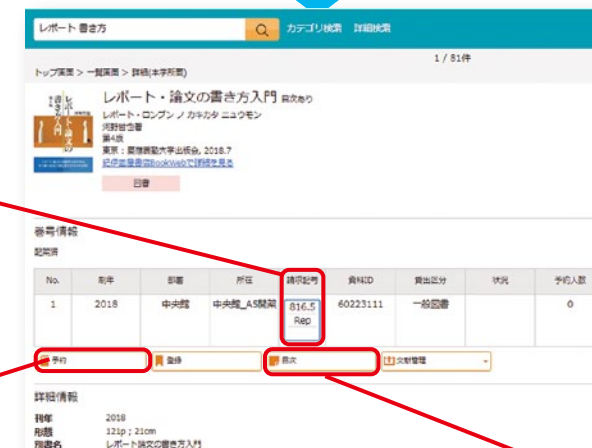 レポート 書き方
カテゴリ検索 詳細検索
1 / 81件
トップ画面 > 一覧画面 > 詳細(本学所蔵)
レポート・論文の書き方入門 目次あり
レポート・ロンブン ノ カキカタ ニュウモン
河野哲也著
第4版
東京 : 慶應義塾大学出版会, 2018.7
紀伊國屋書店BookWebで詳細を見る
図書
巻号情報
配架済
No. 刷年 部署 所在 請求記号 資料ID 貸出区分 状況 予約人数
1 2018 中央館 中央館_A5開架 816.5 60223111 一般図書 0
Rep
予約 登録 目次 文献管理
詳細情報
刊年 2018
形態 121p ; 21cm
別書名 レポート論文の書き方入門